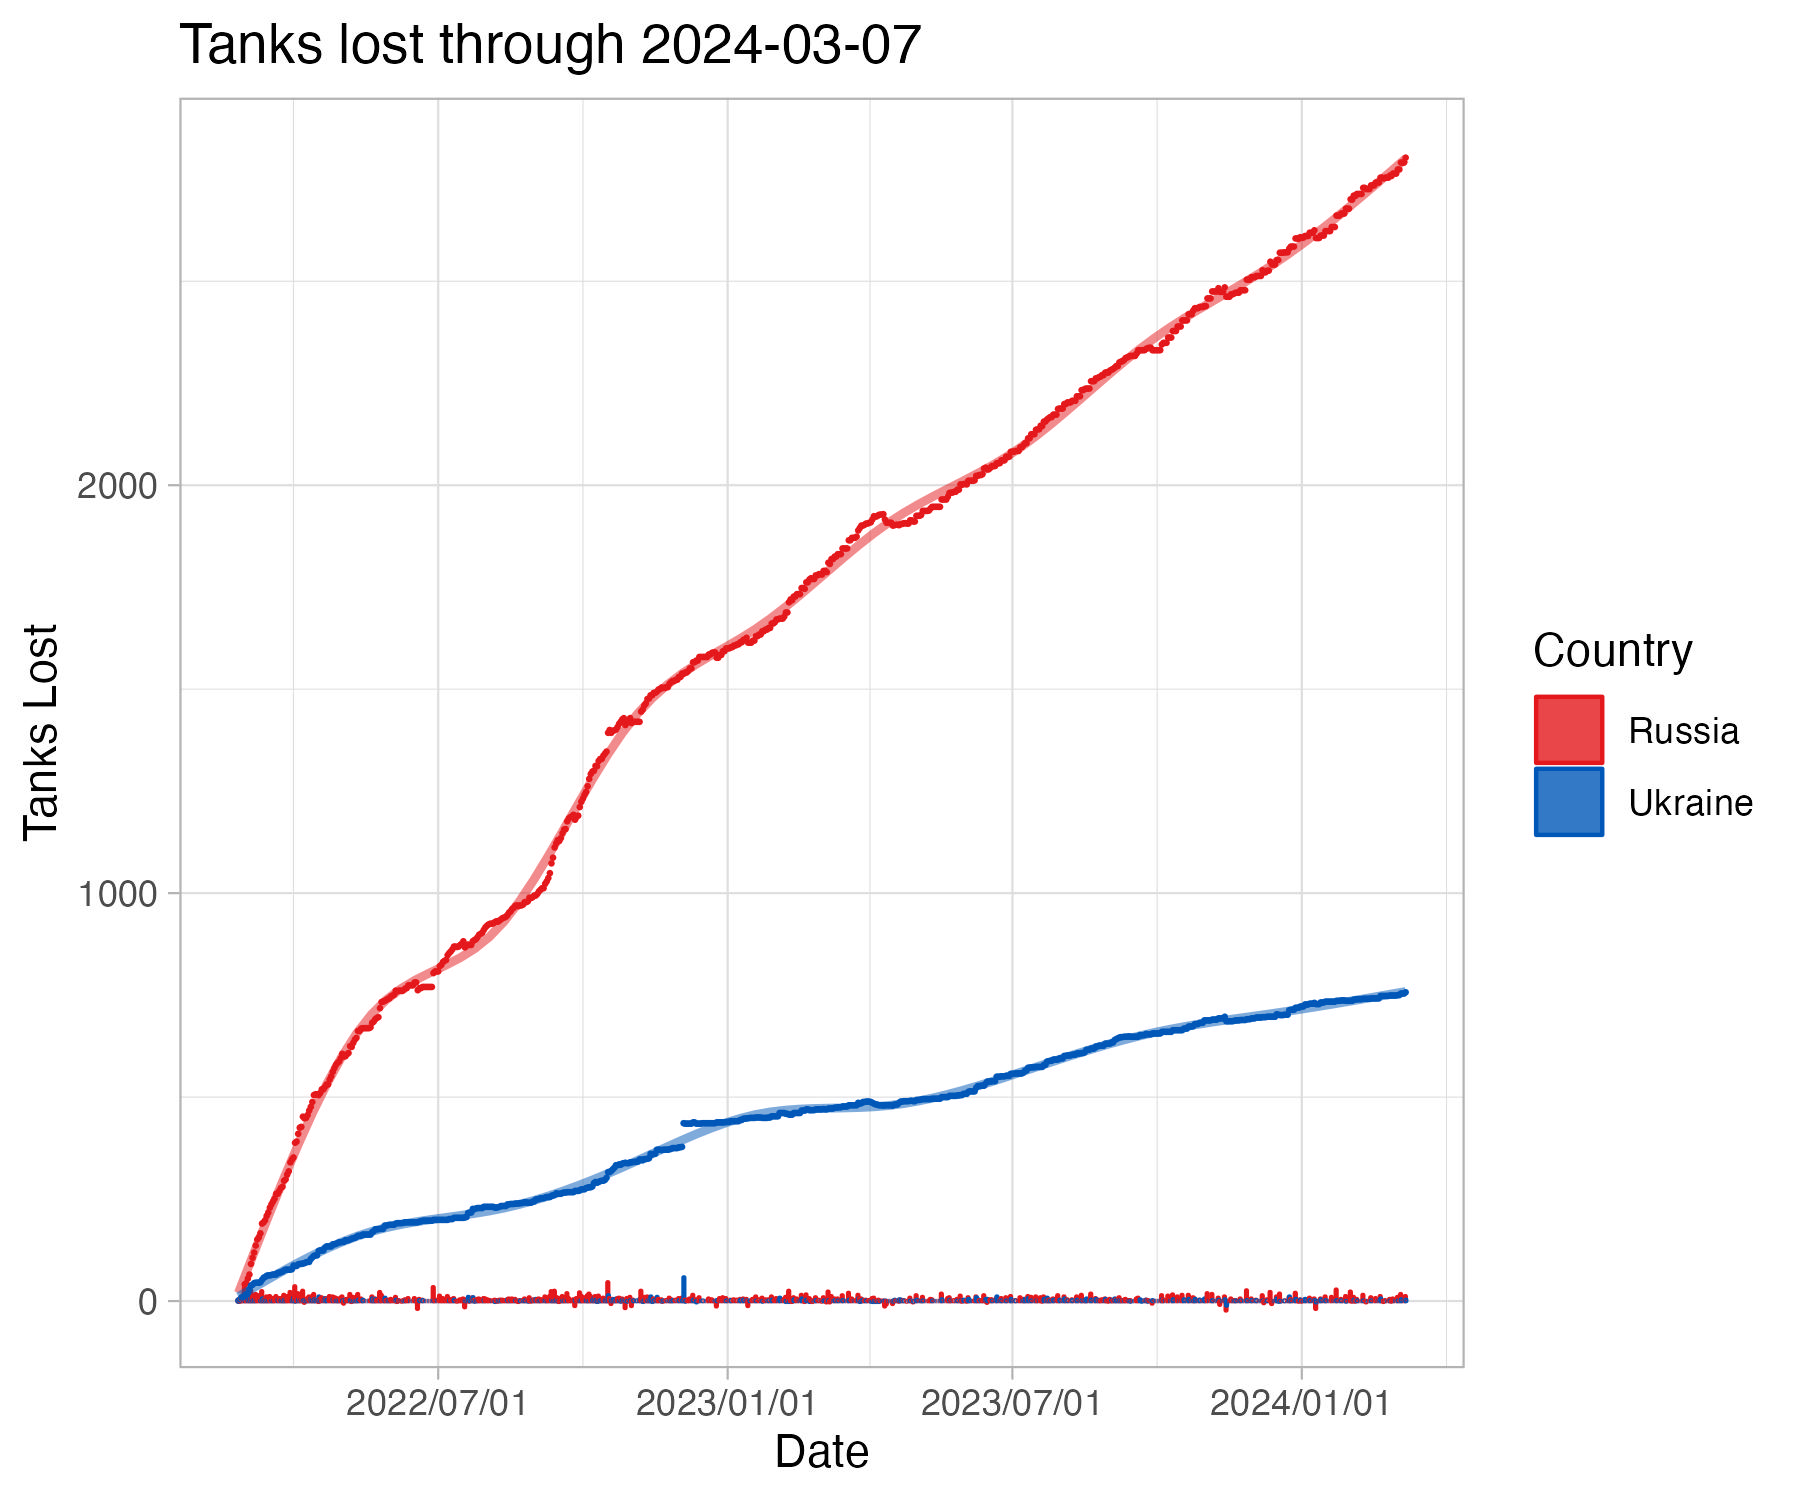 Tanks lost through 2024-03-07
Tanks Lost
2000
1000
0
2022/07/01
2023/01/01
2023/07/01
2024/01/01
Date
Country
Russia
Ukraine